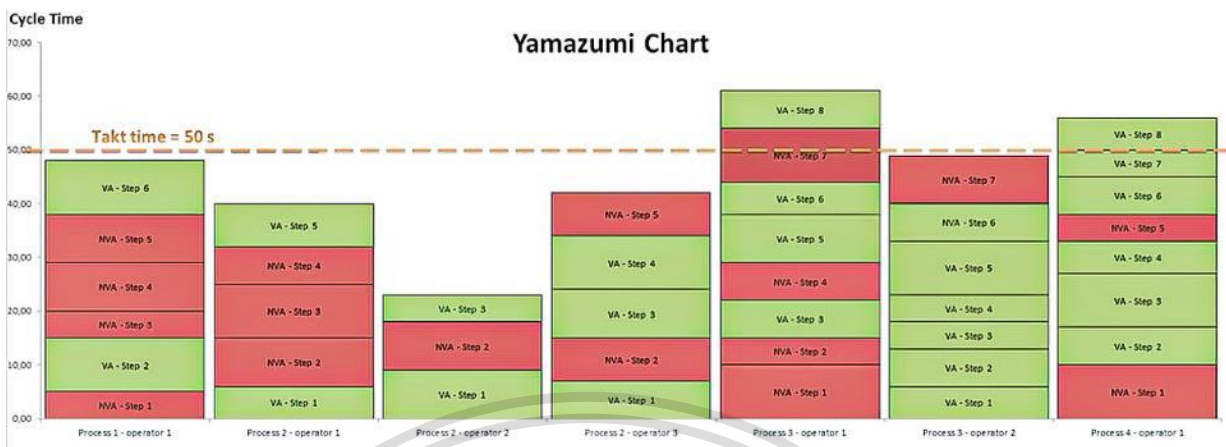 Cycle Time
Yamazumi Chart
70,00
60,00
50,00
40,00
30,00
20,00
10,00
0,00
Takt time = 50 s
VA - Step 6
NVA - Step 5
NVA - Step 4
NVA - Step 3
VA - Step 2
NVA - Step 1
VA - Step 5
NVA - Step 4
NVA - Step 3
NVA - Step 2
VA - Step 1
VA - Step 3
NVA - Step 2
VA - Step 1
NVA - Step 5
VA - Step 4
VA - Step 3
NVA - Step 2
VA - Step 1
VA - Step 8
NVA - Step 7
VA - Step 6
VA - Step 5
NVA - Step 4
VA - Step 3
NVA - Step 2
NVA - Step 1
NVA - Step 7
NVA - Step 6
VA - Step 5
VA - Step 4
VA - Step 3
VA - Step 2
VA - Step 1
VA - Step 8
VA - Step 7
VA - Step 6
NVA - Step 5
VA - Step 4
VA - Step 3
VA - Step 2
NVA - Step 1
Process 1 - operator 1
Process 2 - operator 1
Process 2 - operator 2
Process 2 - operator 3
Process 3 - operator 1
Process 3 - operator 2
Process 4 - operator 1